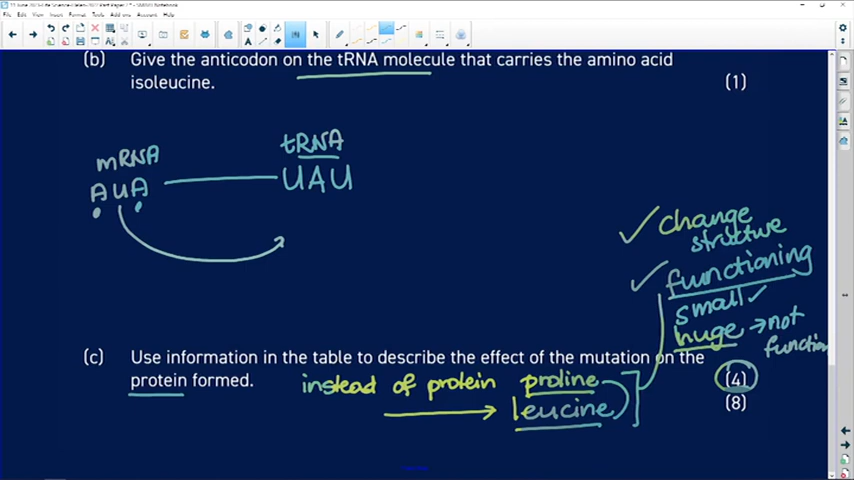 (b) Give the anticodon on the tRNA molecule that carries the amino acid
isoleucine. (1)
mRNA
AUA
tRNA
UAU
change
structure
functioning
small
huge → not
function
(c) Use information in the table to describe the effect of the mutation on the
protein formed. (4)
instead of protein proline
leucine
(8)